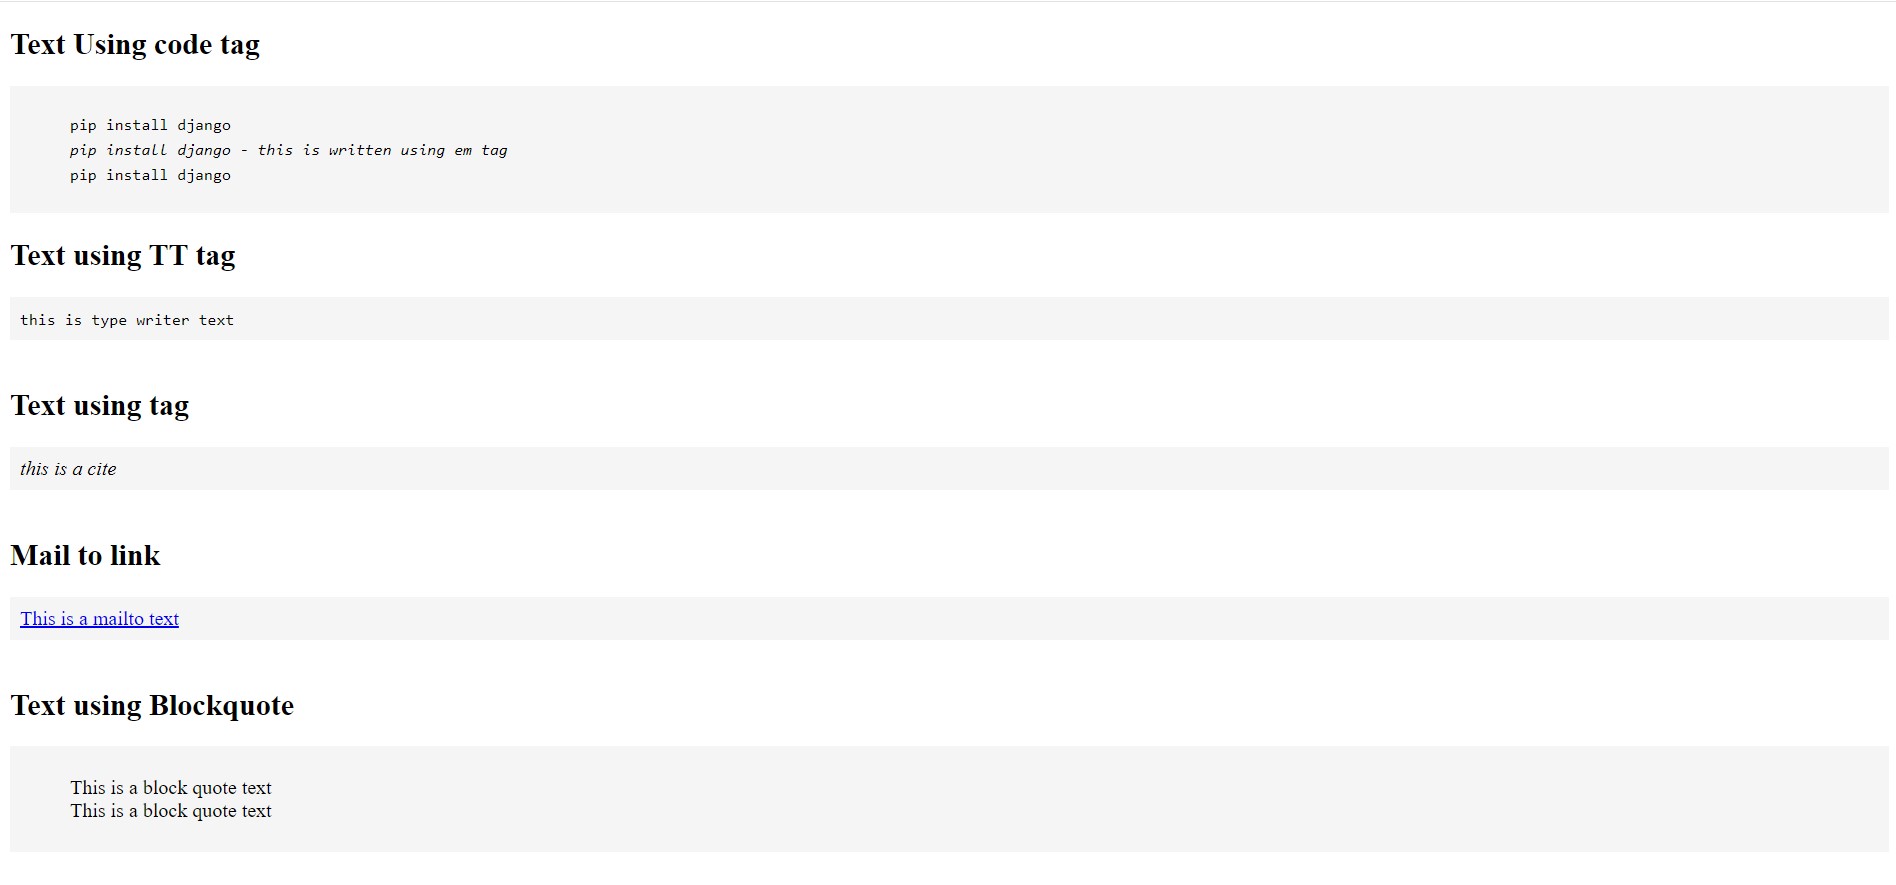 Text Using code tag
pip install django
pip install django - this is written using em tag
pip install django
Text using TT tag
this is type writer text
Text using tag
this is a cite
Mail to link
This is a mailto text
Text using Blockquote
This is a block quote text
This is a block quote text